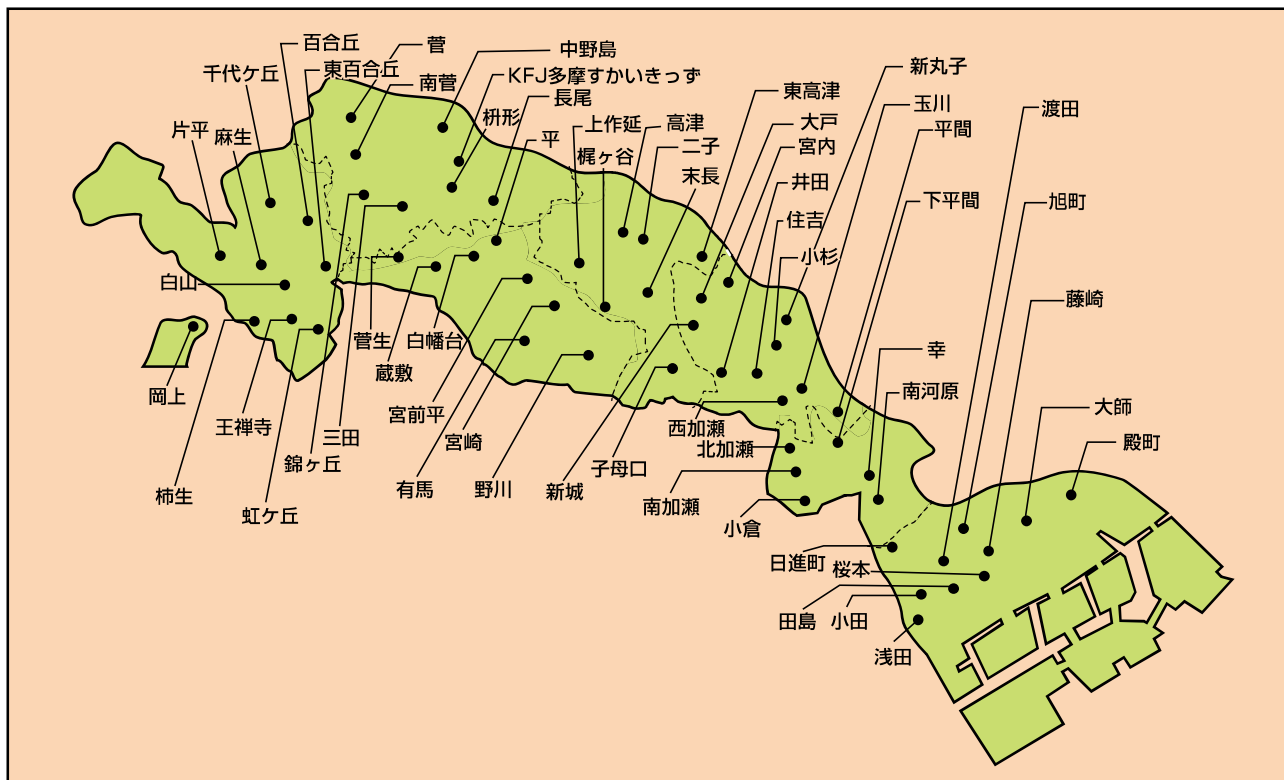 百合丘
菅
中野島
千代ケ丘
東百合丘
南菅
KFJ多摩すかいきっず
長尾
新丸子
東高津
玉川
渡田
片平
麻生
枡形
上作延
高津
大戸
平間
平
梶ヶ谷
二子
宮内
末長
井田
下平間
旭町
住吉
小杉
白山
藤崎
菅生
白幡台
蔵敷
幸
岡上
南河原
王禅寺
宮前平
大師
三田
宮崎
西加瀬
殿町
錦ヶ丘
北加瀬
柿生
有馬
野川
新城
子母口
虹ケ丘
南加瀬
小倉
日進町
桜本
田島
小田
浅田